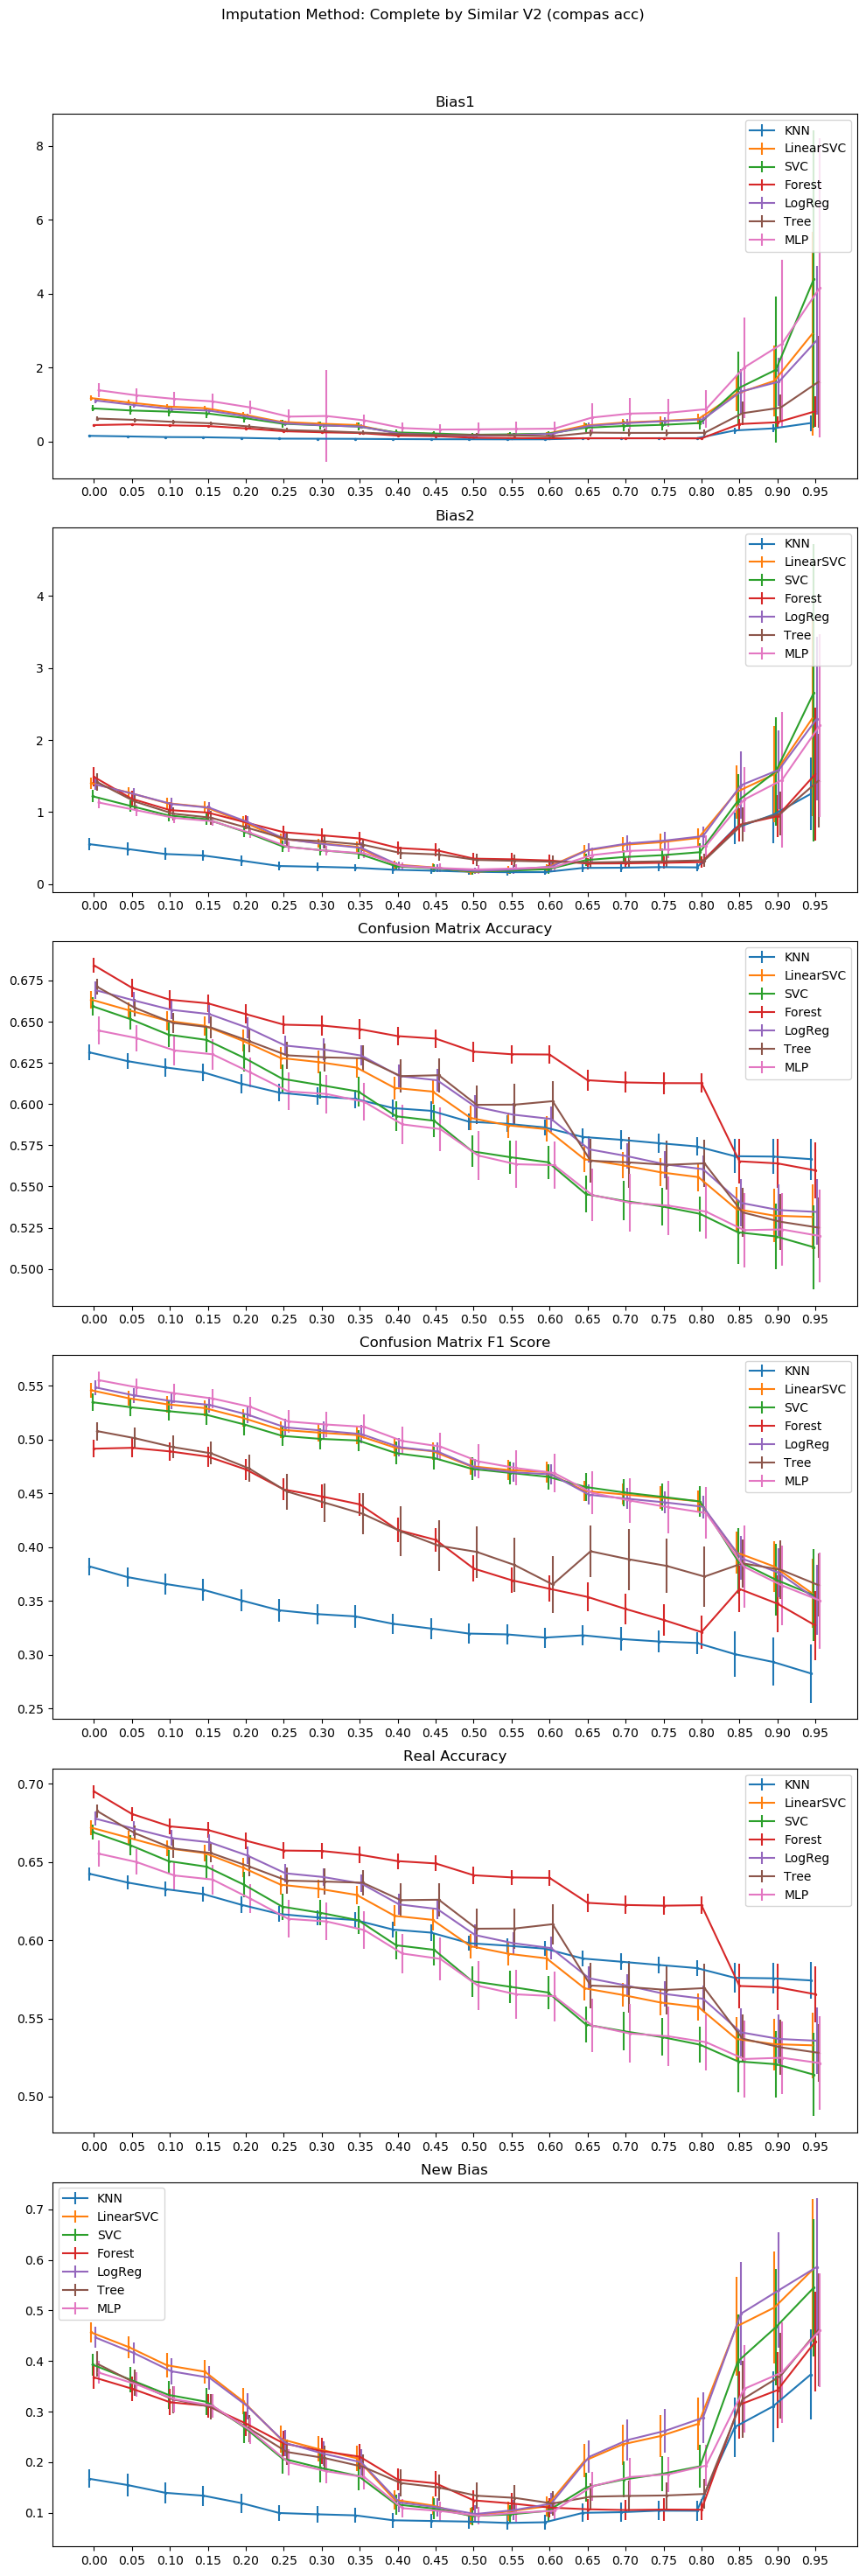 Imputation Method: Complete by Similar V2 (compas acc)
Bias1
KNN
LinearSVC
SVC
Forest
LogReg
Tree
MLP
8
6
4
2
0
0.00 0.05 0.10 0.15 0.20 0.25 0.30 0.35 0.40 0.45 0.50 0.55 0.60 0.65 0.70 0.75 0.80 0.85 0.90 0.95
Bias2
KNN
LinearSVC
SVC
Forest
LogReg
Tree
MLP
4
3
2
1
0
0.00 0.05 0.10 0.15 0.20 0.25 0.30 0.35 0.40 0.45 0.50 0.55 0.60 0.65 0.70 0.75 0.80 0.85 0.90 0.95
Confusion Matrix Accuracy
KNN
LinearSVC
SVC
Forest
LogReg
Tree
MLP
0.675
0.650
0.625
0.600
0.575
0.550
0.525
0.500
0.00 0.05 0.10 0.15 0.20 0.25 0.30 0.35 0.40 0.45 0.50 0.55 0.60 0.65 0.70 0.75 0.80 0.85 0.90 0.95
Confusion Matrix F1 Score
KNN
LinearSVC
SVC
Forest
LogReg
Tree
MLP
0.55
0.50
0.45
0.40
0.35
0.30
0.25
0.00 0.05 0.10 0.15 0.20 0.25 0.30 0.35 0.40 0.45 0.50 0.55 0.60 0.65 0.70 0.75 0.80 0.85 0.90 0.95
Real Accuracy
KNN
LinearSVC
SVC
Forest
LogReg
Tree
MLP
0.70
0.65
0.60
0.55
0.50
0.00 0.05 0.10 0.15 0.20 0.25 0.30 0.35 0.40 0.45 0.50 0.55 0.60 0.65 0.70 0.75 0.80 0.85 0.90 0.95
New Bias
KNN
LinearSVC
SVC
Forest
LogReg
Tree
MLP
0.7
0.6
0.5
0.4
0.3
0.2
0.1
0.00 0.05 0.10 0.15 0.20 0.25 0.30 0.35 0.40 0.45 0.50 0.55 0.60 0.65 0.70 0.75 0.80 0.85 0.90 0.95